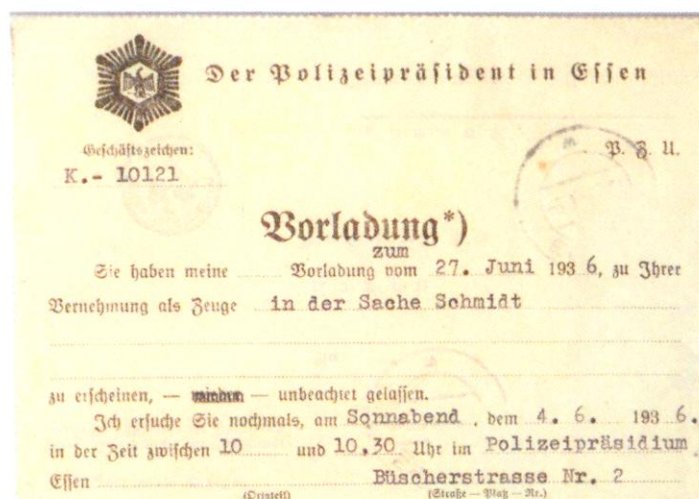 Der Polizeipräsident in Essen
Geschäftszeichen:
K.- 10121
P. Z. U.
Vorladung*)
zum
Sie haben meine Vorladung vom 27. Juni 1936, zu Ihrer
Vernehmung als Zeuge in der Sache Schmidt
zu erscheinen, — — unbeachtet gelassen.
Ich ersuche Sie nochmals, am Sonnabend, dem 4. 6. 1936.
in der Zeit zwischen 10 und 10.30 Uhr im Polizeipräsidium
Essen Büscherstrasse Nr. 2
(Ortsteil) (Straße — Platz — Nr.)